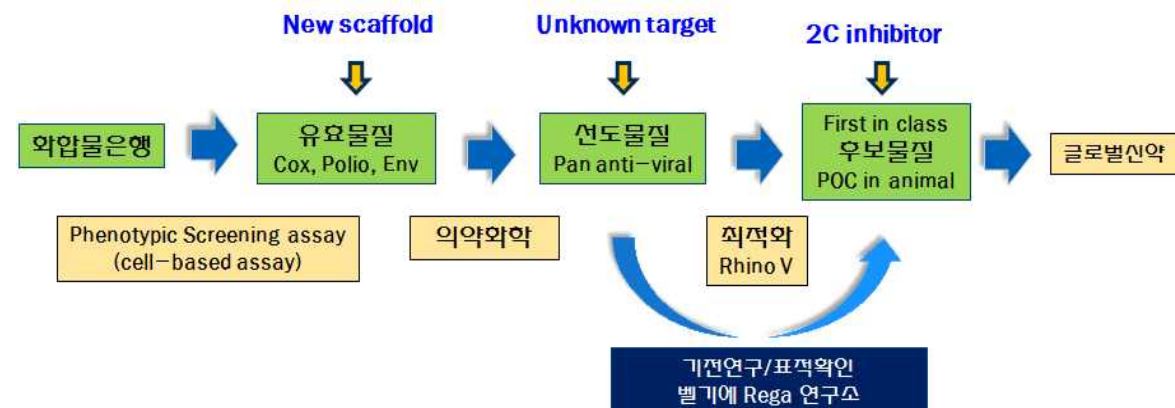 New scaffold
Unknown target
2C inhibitor
화합물은행
유효물질
Cox, Polio, Env
선도물질
Pan anti-viral
First in class
후보물질
POC in animal
글로벌신약
Phenotypic Screening assay
(cell-based assay)
의약화학
최적화
Rhino V
기전연구/표적확인
벨기에 Rega 연구소